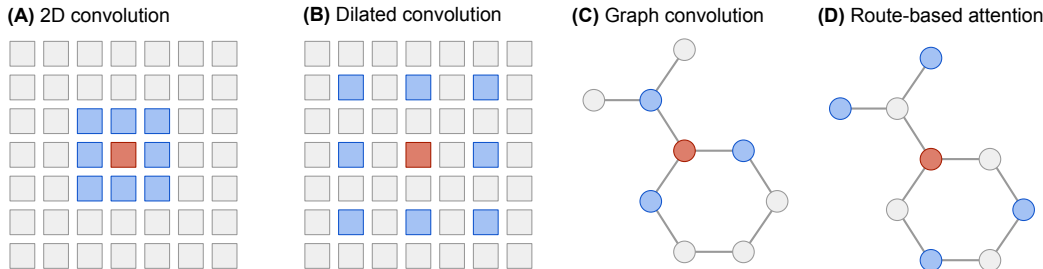 (A) 2D convolution
(B) Dilated convolution
(C) Graph convolution
(D) Route-based attention